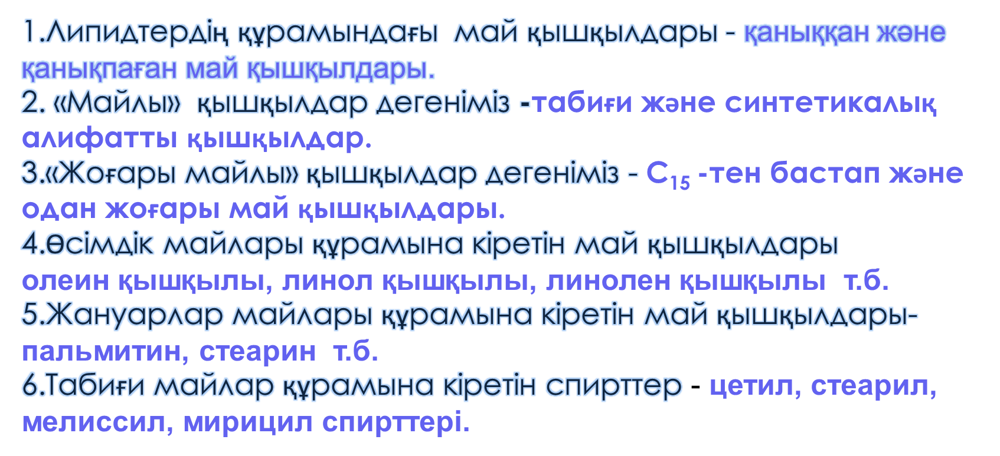 1.Липидтердің құрамындағы май қышқылдары - қаныққан және
қанықпаған май қышқылдары.
2. «Майлы» қышқылдар дегеніміз -табиғи және синтетикалық
алифатты қышқылдар.
3.«Жоғары майлы» қышқылдар дегеніміз - С₁₅ -тен бастап және
одан жоғары май қышқылдары.
4.Өсімдік майлары құрамына кіретін май қышқылдары
олеин қышқылы, линол қышқылы, линолен қышқылы т.б.
5.Жануарлар майлары құрамына кіретін май қышқылдары-
пальмитин, стеарин т.б.
6.Табиғи майлар құрамына кіретін спирттер - цетил, стеарил,
мелиссил, мирицил спирттері.